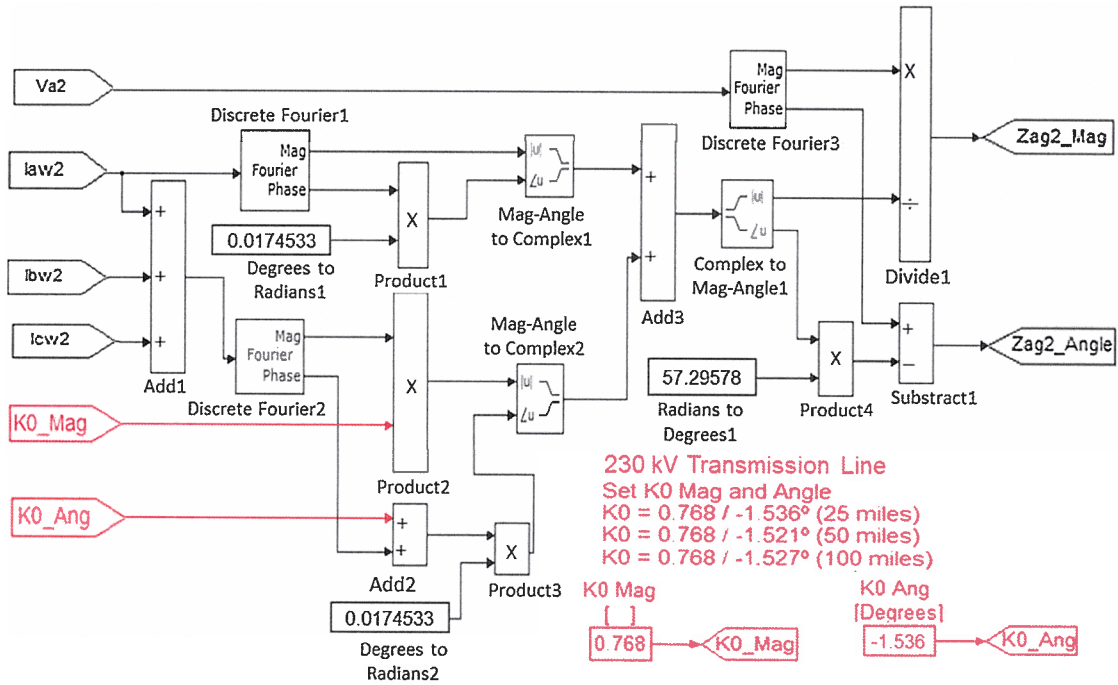 Va2
Mag
Fourier
Phase
Discrete Fourier3
X
÷
Divide1
Zag2_Mag
Discrete Fourier1
Iaw2
Mag
Fourier
Phase
0.0174533
Degrees to
Radians1
X
Product1
|u|
∠u
Mag-Angle
to Complex1
+
+
Add3
|u|
∠u
Complex to
Mag-Angle1
Ibw2
Icw2
+
+
+
Add1
Mag
Fourier
Phase
Discrete Fourier2
X
Product2
Mag-Angle
to Complex2
|u|
∠u
57.29578
Radians to
Degrees1
X
Product4
+
−
Substract1
Zag2_Angle
K0_Mag
K0_Ang
+
+
Add2
X
Product3
0.0174533
Degrees to
Radians2
230 kV Transmission Line
Set K0 Mag and Angle
K0 = 0.768 / -1.536º (25 miles)
K0 = 0.768 / -1.521º (50 miles)
K0 = 0.768 / -1.527º (100 miles)
K0 Mag
[ ]
0.768
K0_Mag
K0 Ang
[Degrees]
-1.536
K0_Ang